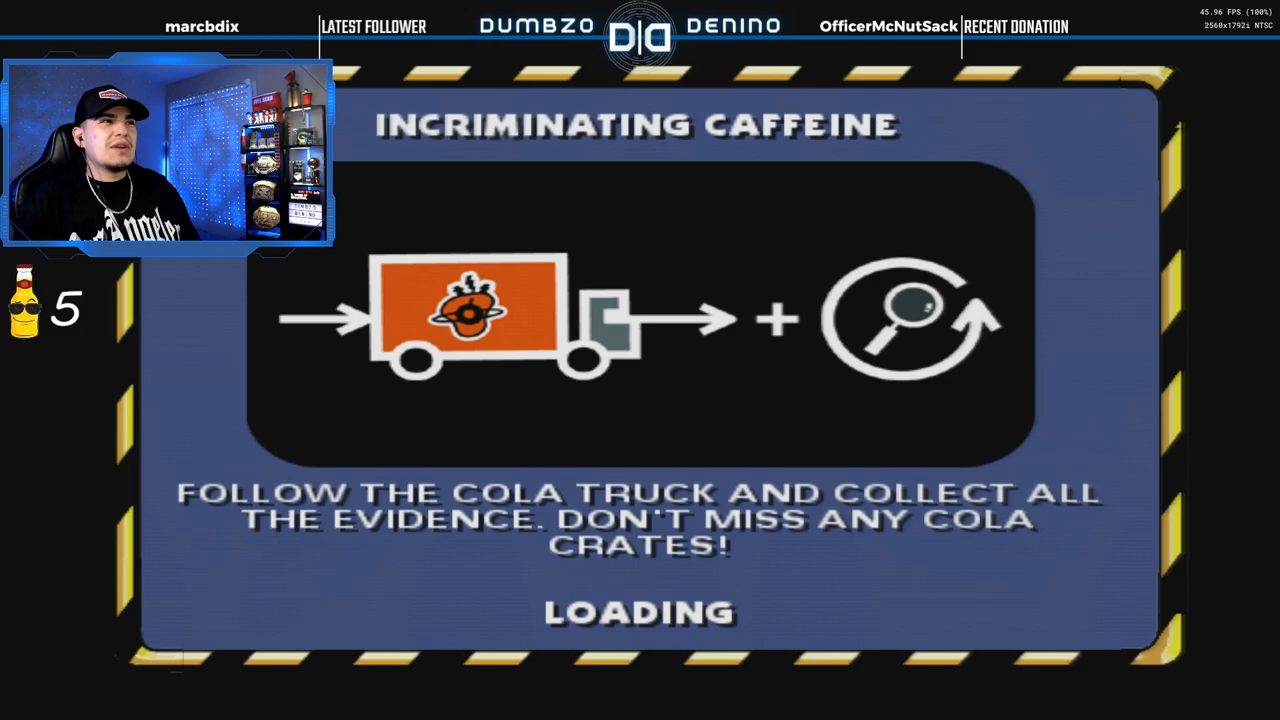 45.96 FPS (100%)
2560x1792i NTSC
marcbdix LATEST FOLLOWER DUMBZO D|D DENINO OfficerMcNutSack RECENT DONATION
INCRIMINATING CAFFEINE
5
FOLLOW THE COLA TRUCK AND COLLECT ALL
THE EVIDENCE. DON'T MISS ANY COLA
CRATES!
LOADING